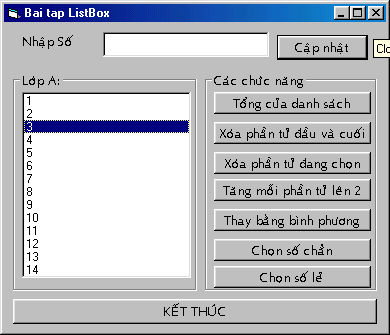 Bai tap ListBox
Nhập Số
Cập nhật
Clo
Lớp A:
1
2
3
4
5
6
7
8
9
10
11
12
13
14
Các chức năng
Tổng của danh sách
Xóa phần tử đầu và cuối
Xóa phần tử đang chọn
Tăng mỗi phần tử lên 2
Thay bằng bình phương
Chọn số chẵn
Chọn số lẻ
KẾT THÚC